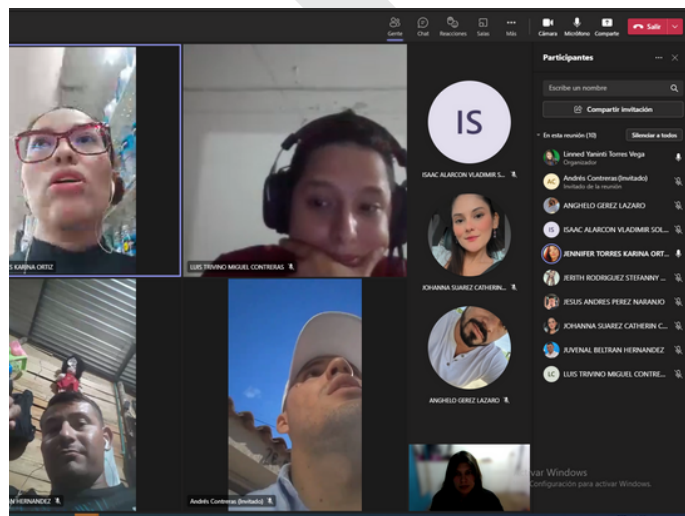 Gente Chat Reacciones Salas Más Cámara Micrófono Comparte Salir
Participantes
Escribe un nombre
Compartir invitación
En esta reunión (10) Silenciar a todos
Linned Yaninti Torres Vega
Organizador
AC Andrés Contreras (Invitado)
Invitado de la reunión
ANGHELO GEREZ LAZARO
IS ISAAC ALARCON VLADIMIR SOL...
JENNIFER TORRES KARINA ORT...
JERITH RODRIGUEZ STEFANNY ...
JESUS ANDRES PEREZ NARANJO
JOHANNA SUAREZ CATHERIN C...
JUVENAL BELTRAN HERNANDEZ
LC LUIS TRIVINO MIGUEL CONTRE...
IS
ISAAC ALARCON VLADIMIR S...
S KARINA ORTIZ
LUIS TRIVINO MIGUEL CONTRERAS
JOHANNA SUAREZ CATHERIN...
ANGHELO GEREZ LAZARO
HERNANDEZ
Andrés Contreras (Invitado)
var Windows
Configuración para activar Windows.